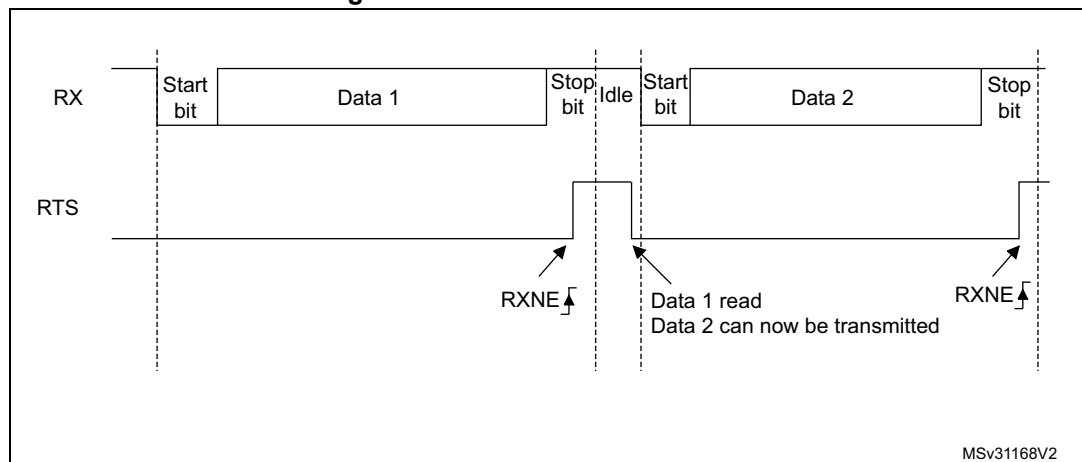 RX
Start
bit
Data 1
Stop
bit
Idle
Start
bit
Data 2
Stop
bit
RTS
RXNE
Data 1 read
Data 2 can now be transmitted
RXNE
MSv31168V2